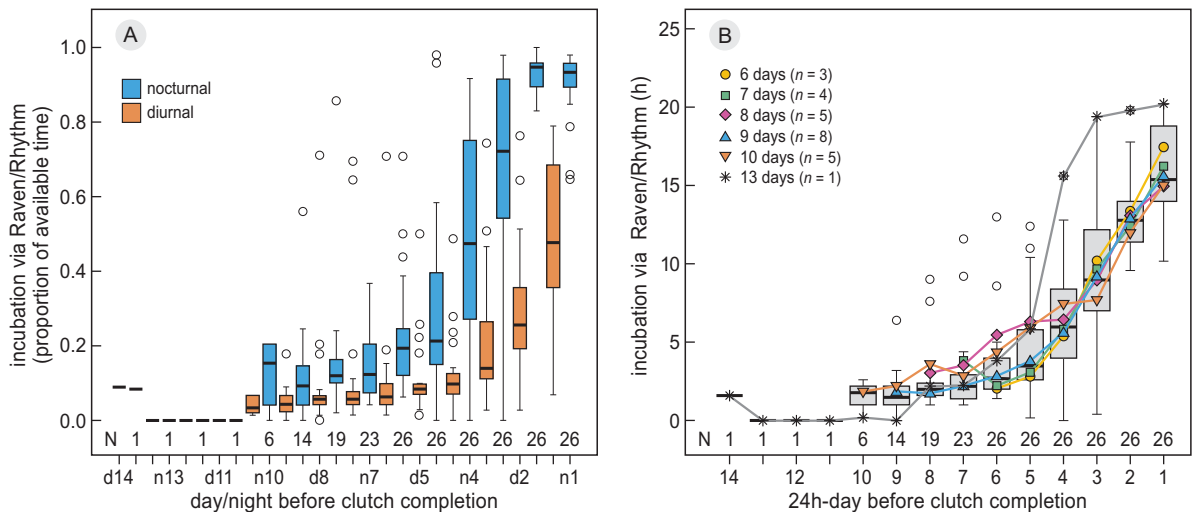 A
incubation via Raven/Rhythm
(proportion of available time)
1.0
0.8
0.6
0.4
0.2
0.0
nocturnal
diurnal
N 1 1 1 1 1 1 6 14 19 23 26 26 26 26 26
d14 n13 d11 n10 d8 n7 d5 n4 d2 n1
day/night before clutch completion
B
incubation via Raven/Rhythm (h)
25
20
15
10
5
0
6 days (n = 3)
7 days (n = 4)
8 days (n = 5)
9 days (n = 8)
10 days (n = 5)
13 days (n = 1)
N 1 1 1 1 6 14 19 23 26 26 26 26 26 26
14 12 10 9 8 7 6 5 4 3 2 1
24h-day before clutch completion